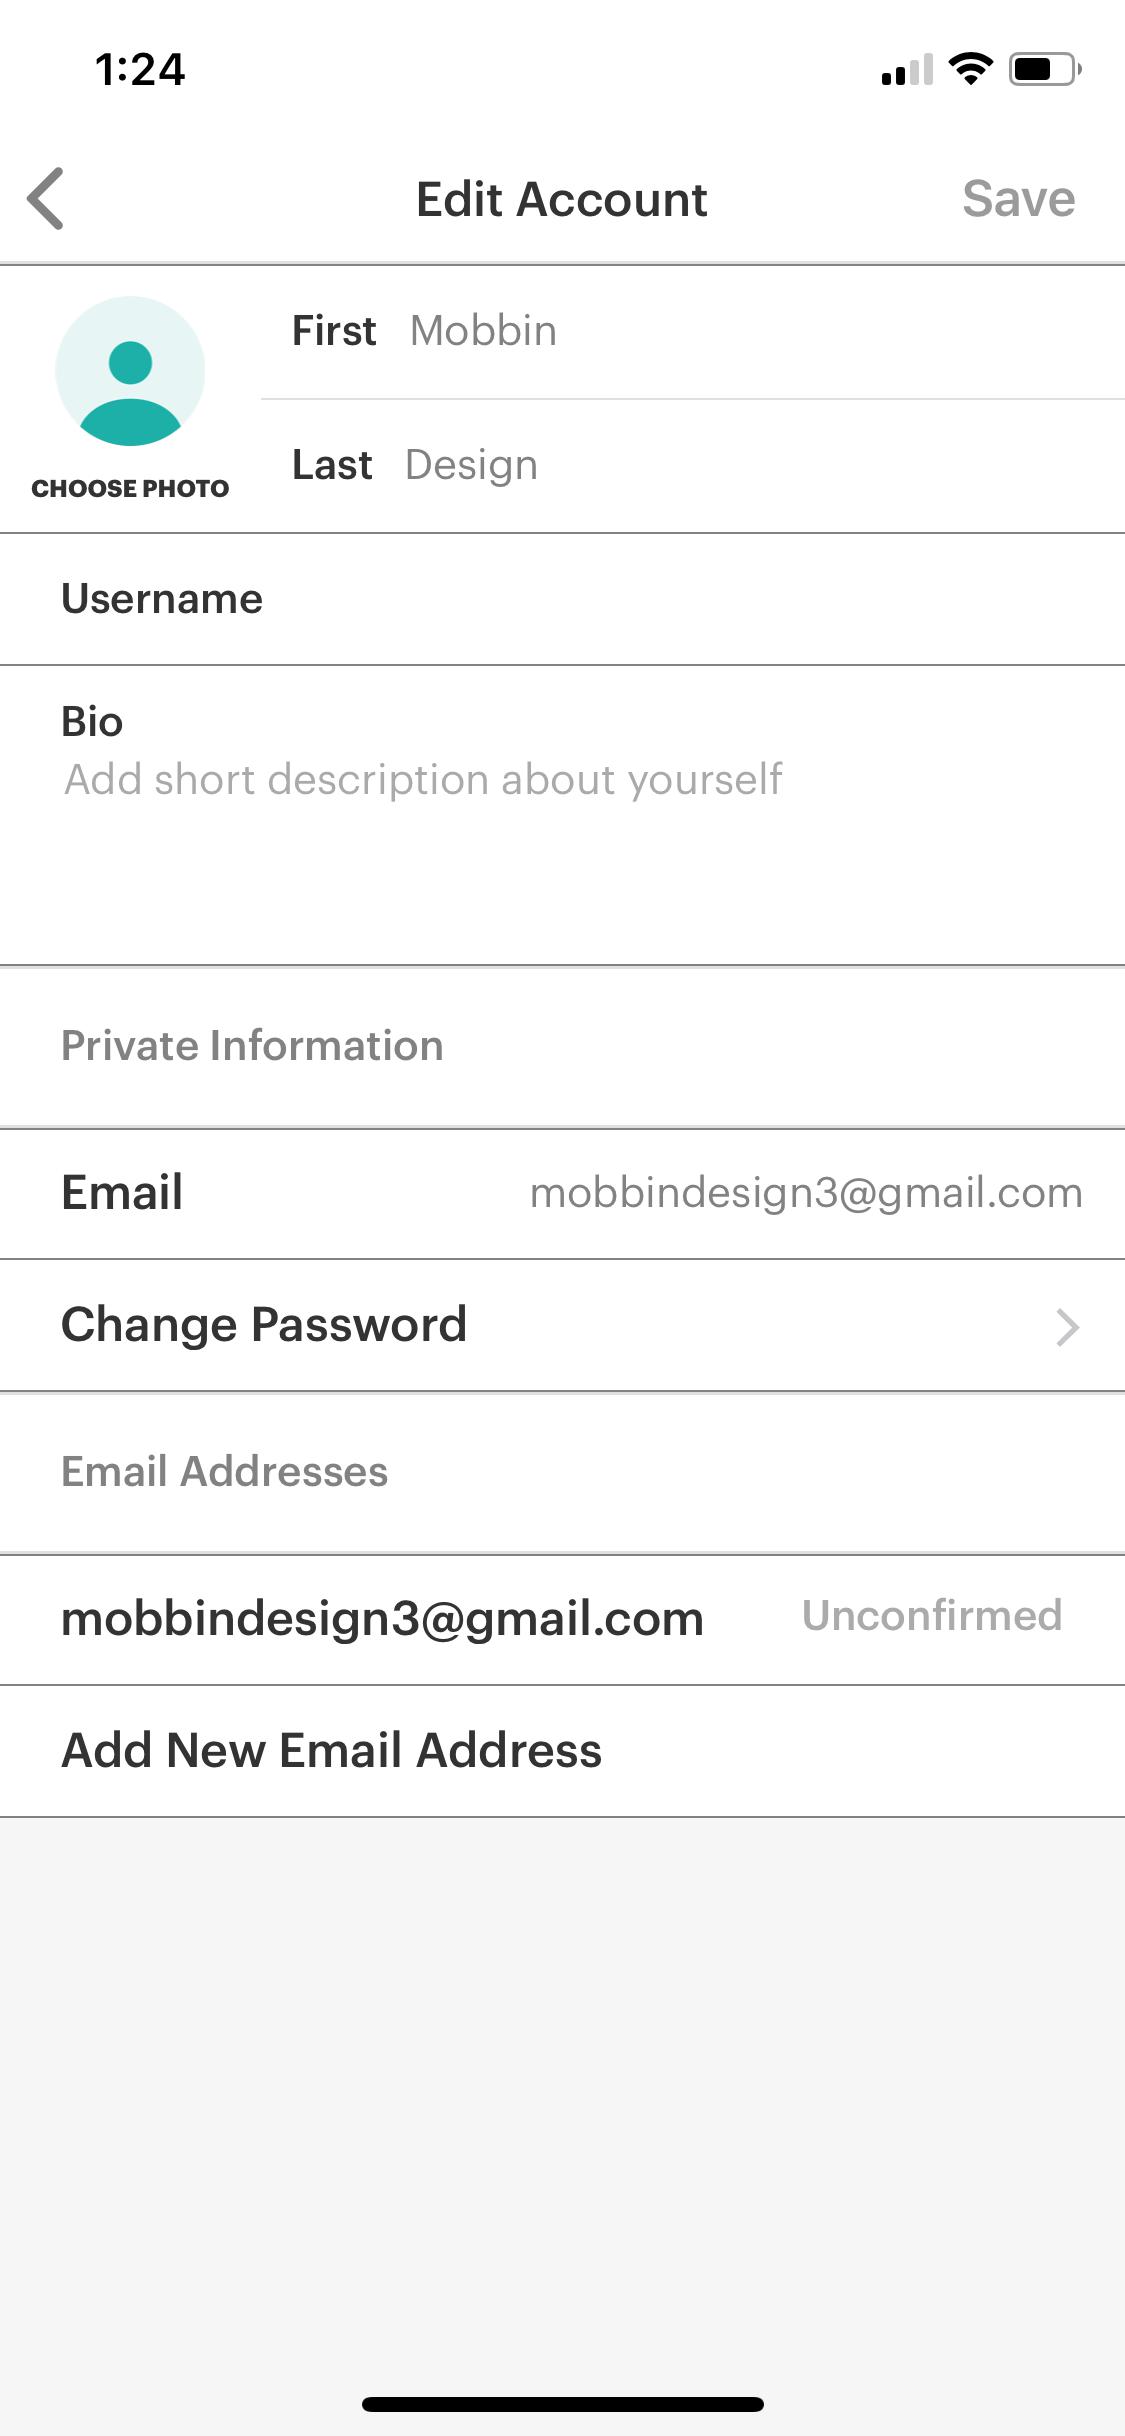 1:24
Edit Account
Save
First Mobbin
Last Design
CHOOSE PHOTO
Username
Bio
Add short description about yourself
Private Information
Email mobbindesign3@gmail.com
Change Password
Email Addresses
mobbindesign3@gmail.com Unconfirmed
Add New Email Address